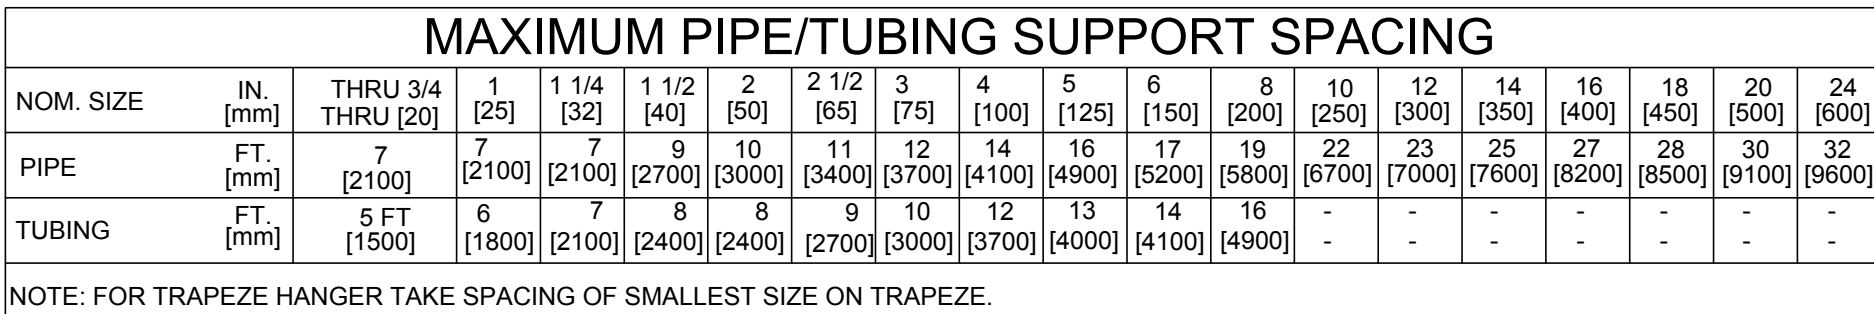 MAXIMUM PIPE/TUBING SUPPORT SPACING
NOM. SIZE IN. THRU 3/4 1 1 1/4 1 1/2 2 2 1/2 3 4 5 6 8 10 12 14 16 18 20 24
[mm] THRU [20] [25] [32] [40] [50] [65] [75] [100] [125] [150] [200] [250] [300] [350] [400] [450] [500] [600]
PIPE FT. 7 7 7 9 10 11 12 14 16 17 19 22 23 25 27 28 30 32
[mm] [2100] [2100] [2100] [2700] [3000] [3400] [3700] [4100] [4900] [5200] [5800] [6700] [7000] [7600] [8200] [8500] [9100] [9600]
TUBING FT. 5 FT 6 7 8 8 9 10 12 13 14 16 - - - - - - -
[mm] [1500] [1800] [2100] [2400] [2400] [2700] [3000] [3700] [4000] [4100] [4900] - - - - - - -
NOTE: FOR TRAPEZE HANGER TAKE SPACING OF SMALLEST SIZE ON TRAPEZE.